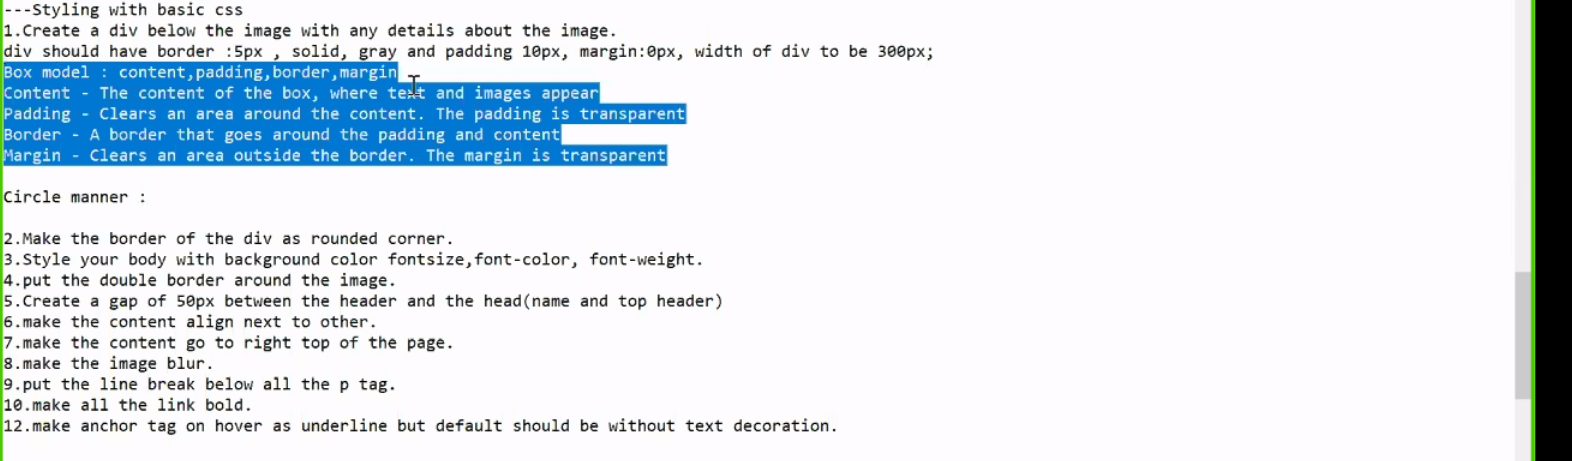 ---Styling with basic css
1.Create a div below the image with any details about the image.
div should have border :5px , solid, gray and padding 10px, margin:0px, width of div to be 300px;
Box model : content,padding,border,margin
Content - The content of the box, where text and images appear
Padding - Clears an area around the content. The padding is transparent
Border - A border that goes around the padding and content
Margin - Clears an area outside the border. The margin is transparent
Circle manner :
2.Make the border of the div as rounded corner.
3.Style your body with background color fontsize,font-color, font-weight.
4.put the double border around the image.
5.Create a gap of 50px between the header and the head(name and top header)
6.make the content align next to other.
7.make the content go to right top of the page.
8.make the image blur.
9.put the line break below all the p tag.
10.make all the link bold.
12.make anchor tag on hover as underline but default should be without text decoration.